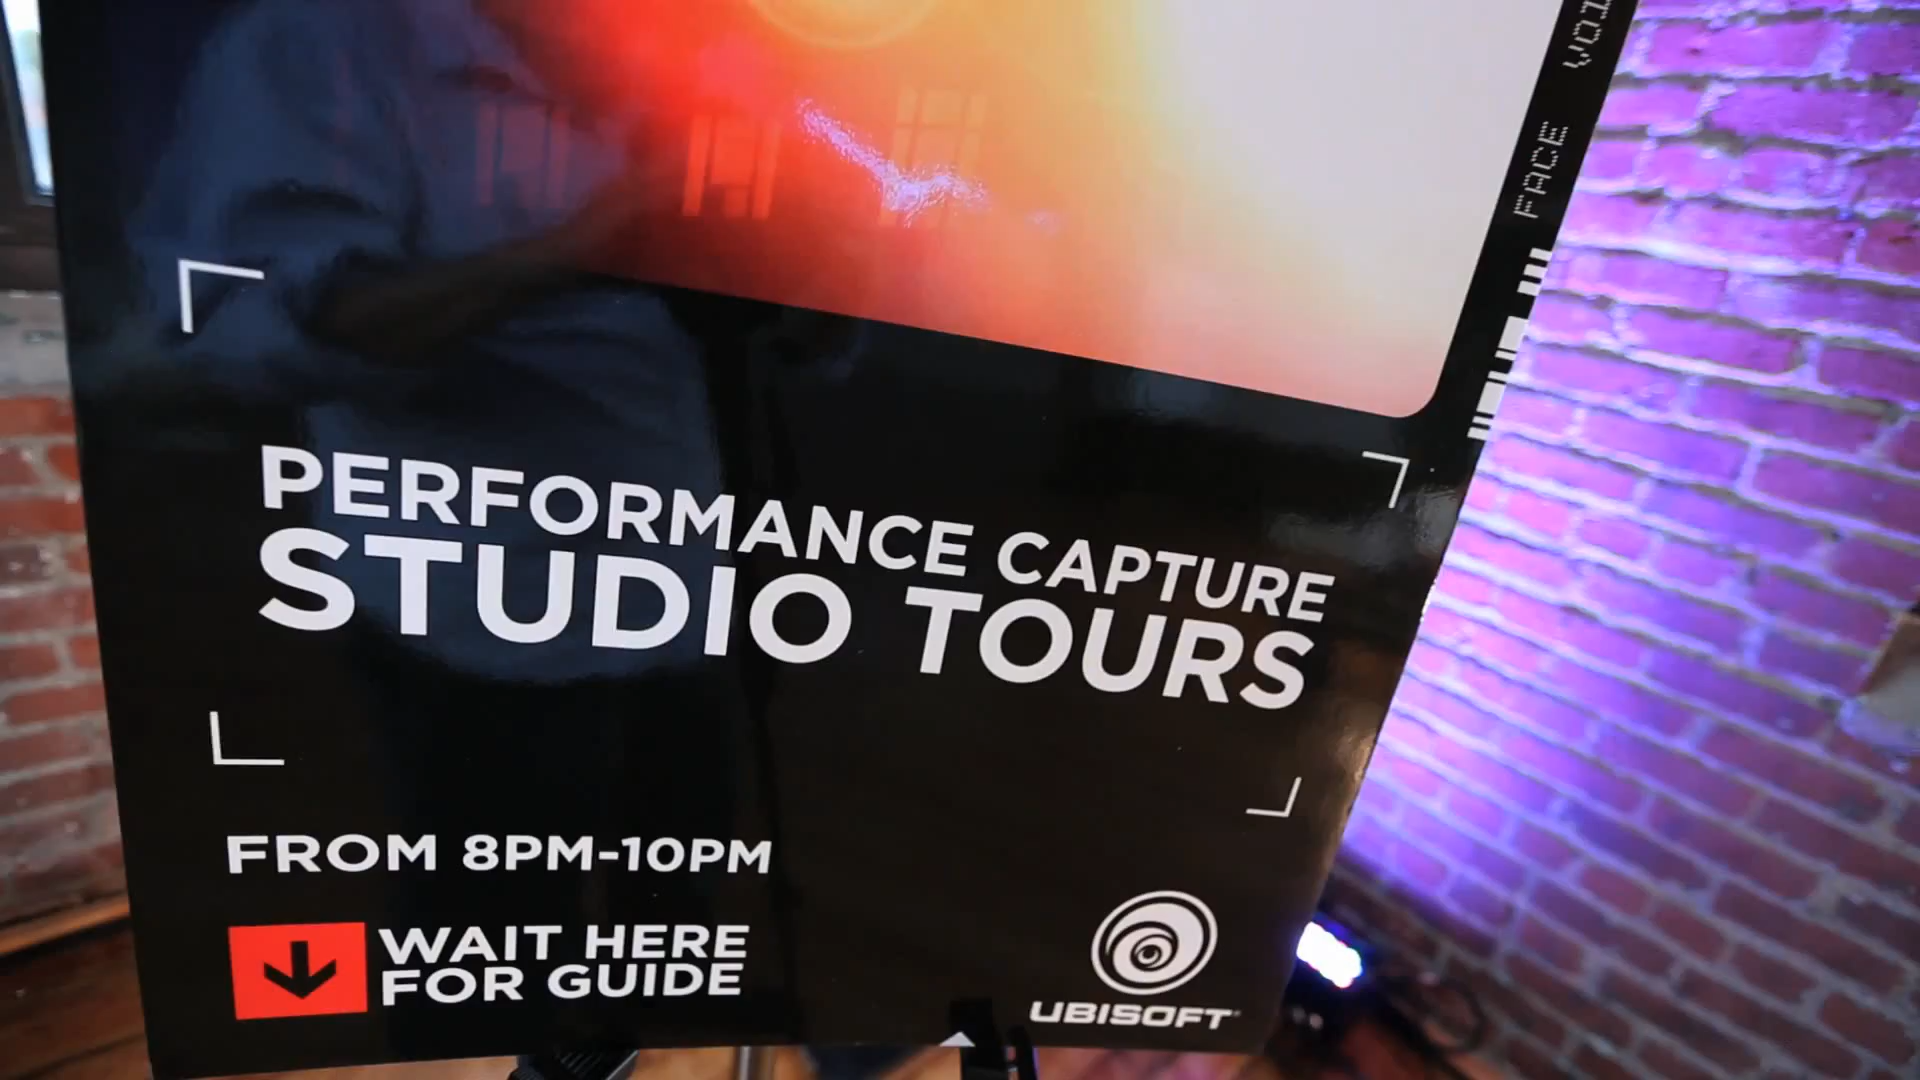 FACE
PERFORMANCE CAPTURE
STUDIO TOURS
FROM 8PM-10PM
WAIT HERE
FOR GUIDE
UBISOFT